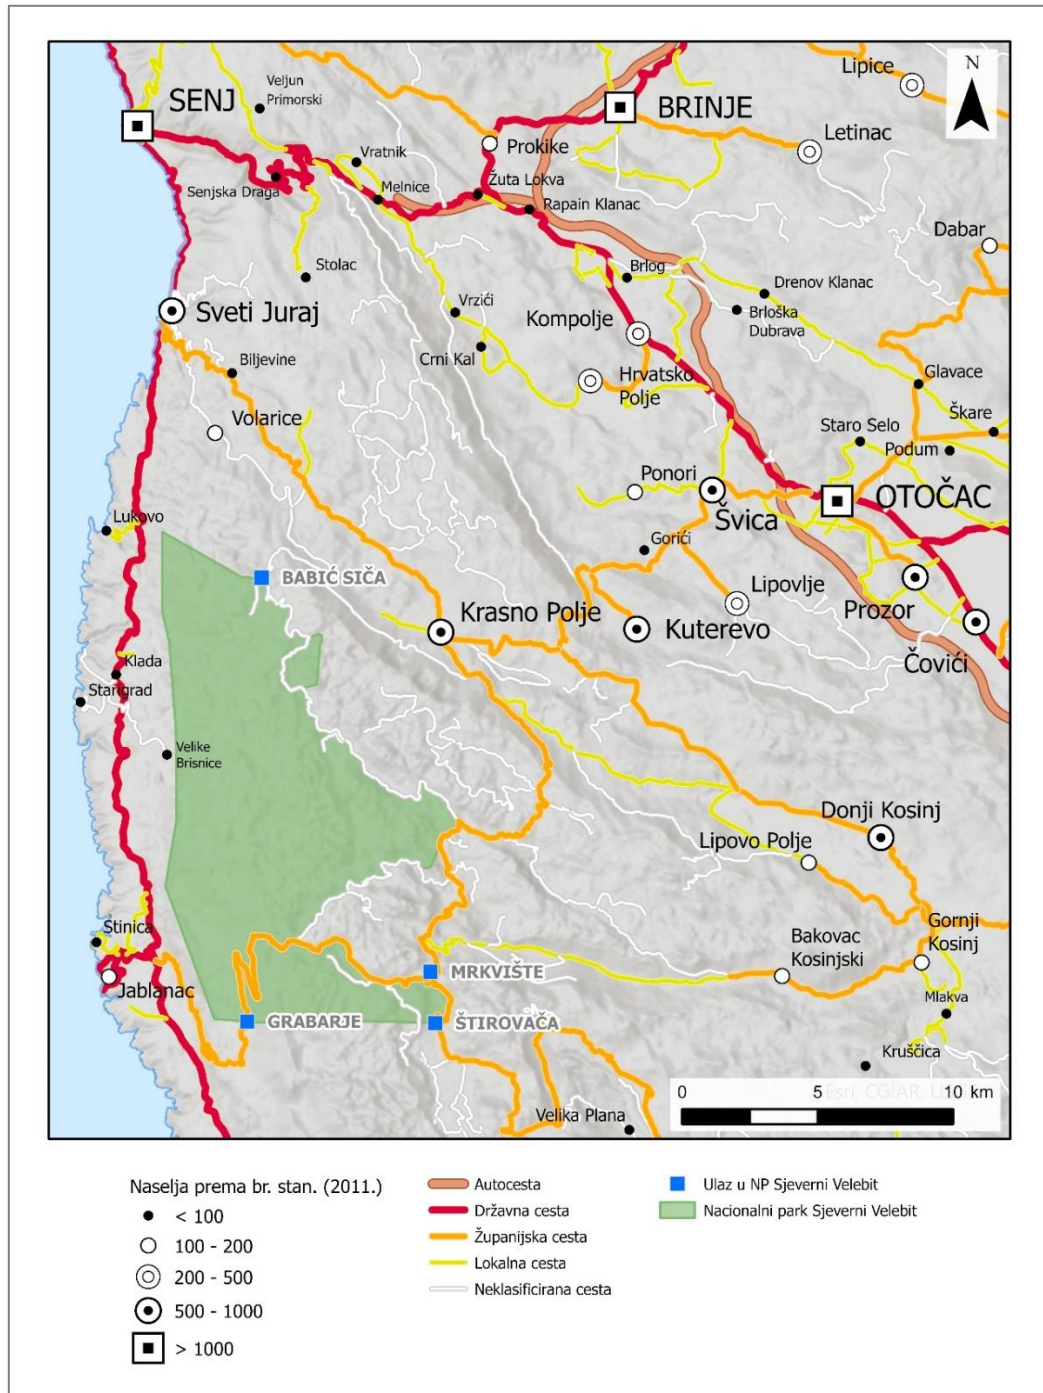 N
Lipice
Veljun
Primorski
SENJ
BRINJE
Letinac
Prokike
Vratnik
Senjska Draga
Melnice
Žuta Lokva
Rapain Klanac
Dabar
Stolac
Brlog
Drenov Klanac
Sveti Juraj
Vrzići
Kompolje
Brloška
Dubrava
Crni Kal
Biljevine
Hrvatsko
Polje
Glavace
Volarice
Škare
Staro Selo
Podum
Ponori
OTOČAC
Švica
Lukovo
Gorići
BABIĆ SIČA
Lipovlje
Prozor
Krasno Polje
Kuterevo
Čovići
Klada
Starigrad
Velike
Brisnice
Donji Kosinj
Lipovo Polje
Stinica
Gornji
Kosinj
Bakovac
Kosinjski
MRKVIŠTE
Jablanac
Mlakva
GRABARJE
ŠTIROVAČA
Kruščica
Velika Plana
0 5 10 km
Esri, CGIAR, U
Naselja prema br. stan. (2011.)
< 100
100 - 200
200 - 500
500 - 1000
> 1000
Autocesta
Državna cesta
Županijska cesta
Lokalna cesta
Neklasificirana cesta
Ulaz u NP Sjeverni Velebit
Nacionalni park Sjeverni Velebit